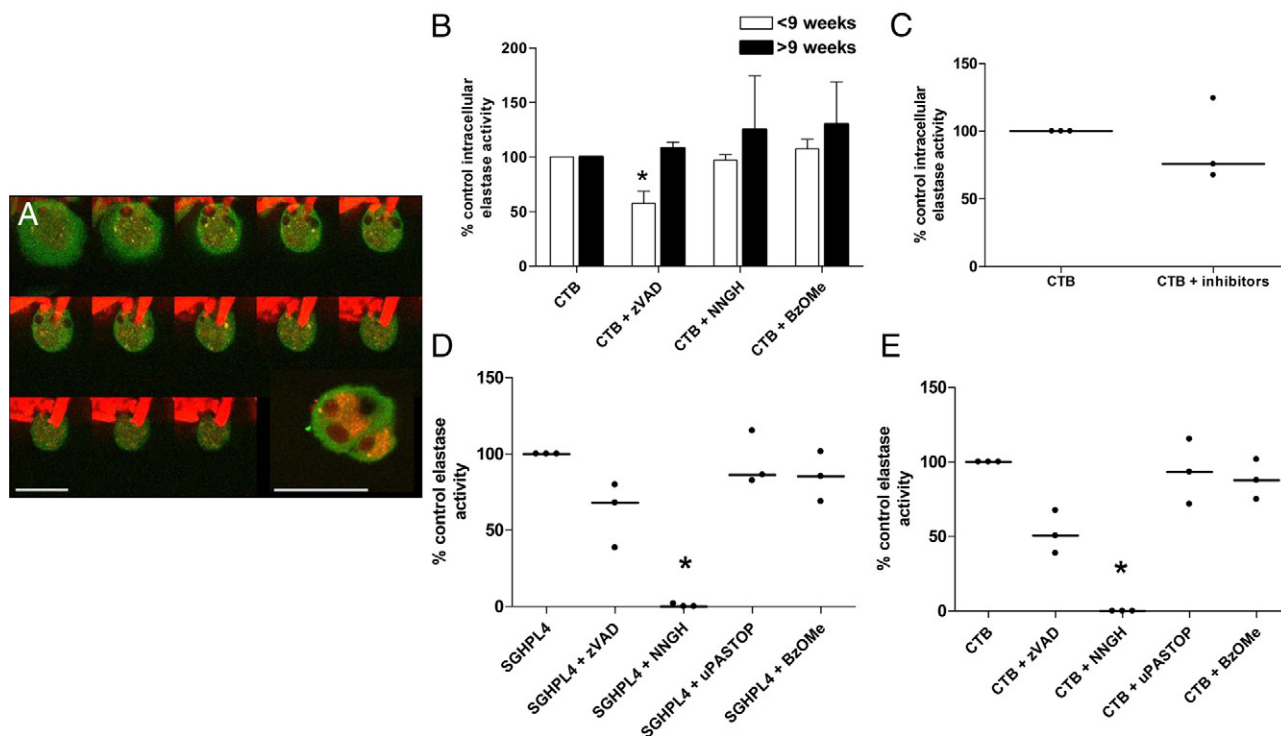 A
B
<9 weeks
>9 weeks
% control intracellular
elastase activity
200
150
100
50
0
*
CTB
CTB + zVAD
CTB + NNGH
CTB + BzOMe
C
% control intracellular
elastase activity
150
100
50
0
CTB
CTB + inhibitors
D
% control elastase
activity
150
100
50
0
*
SGHPL4
SGHPL4 + zVAD
SGHPL4 + NNGH
SGHPL4 + uPASTOP
SGHPL4 + BzOMe
E
% control elastase
activity
150
100
50
0
*
CTB
CTB + zVAD
CTB + NNGH
CTB + uPASTOP
CTB + BzOMe